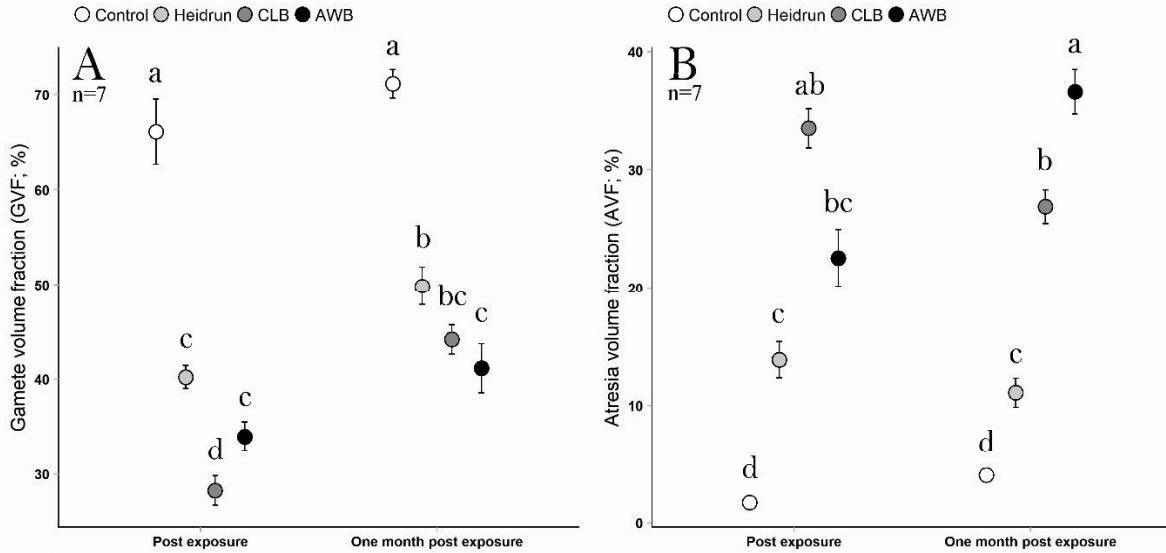 Control Heidrun CLB AWB
A
n=7
Gamete volume fraction (GVF; %)
70
60
50
40
30
a
c
d
c
a
b
bc
c
Post exposure
One month post exposure
Control Heidrun CLB AWB
B
n=7
Atresia volume fraction (AVF; %)
40
30
20
10
0
d
c
ab
bc
d
c
b
a
Post exposure
One month post exposure